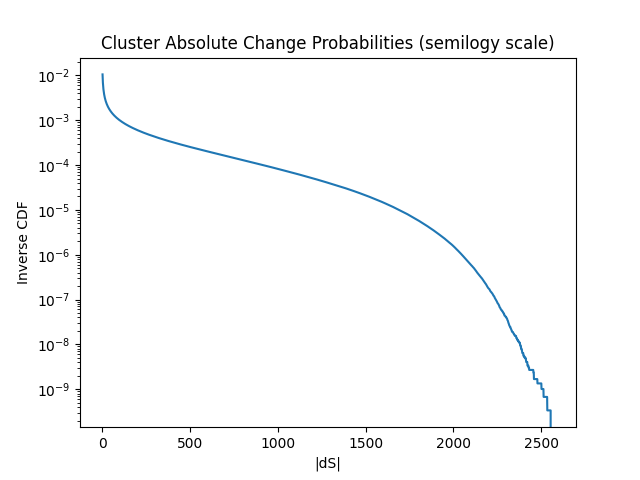 Cluster Absolute Change Probabilities (semilogy scale)
Inverse CDF
10⁻²
10⁻³
10⁻⁴
10⁻⁵
10⁻⁶
10⁻⁷
10⁻⁸
10⁻⁹
0 500 1000 1500 2000 2500
|dS|